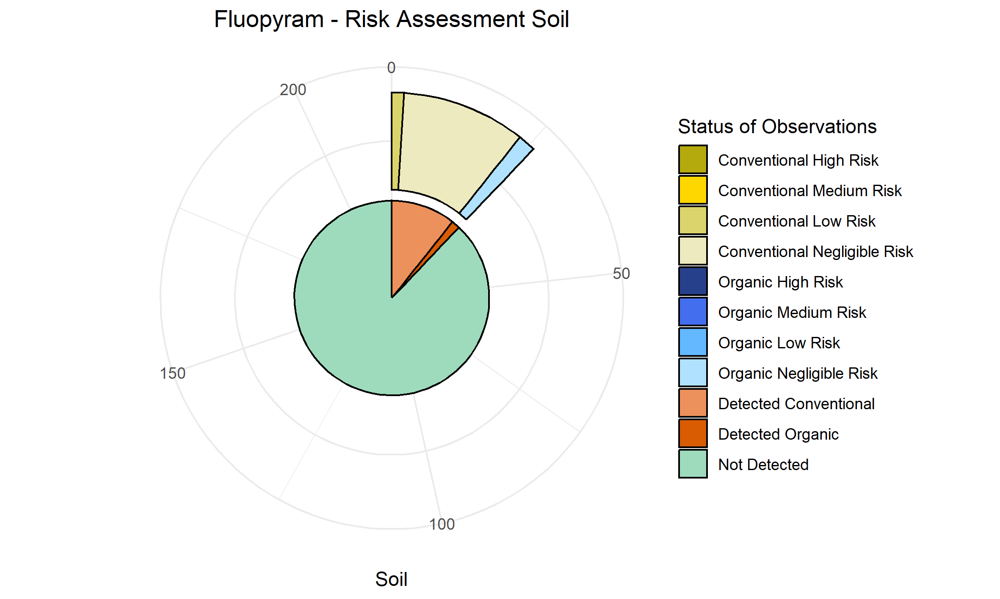 Fluopyram - Risk Assessment Soil
0
200
50
150
100
Soil
Status of Observations
Conventional High Risk
Conventional Medium Risk
Conventional Low Risk
Conventional Negligible Risk
Organic High Risk
Organic Medium Risk
Organic Low Risk
Organic Negligible Risk
Detected Conventional
Detected Organic
Not Detected